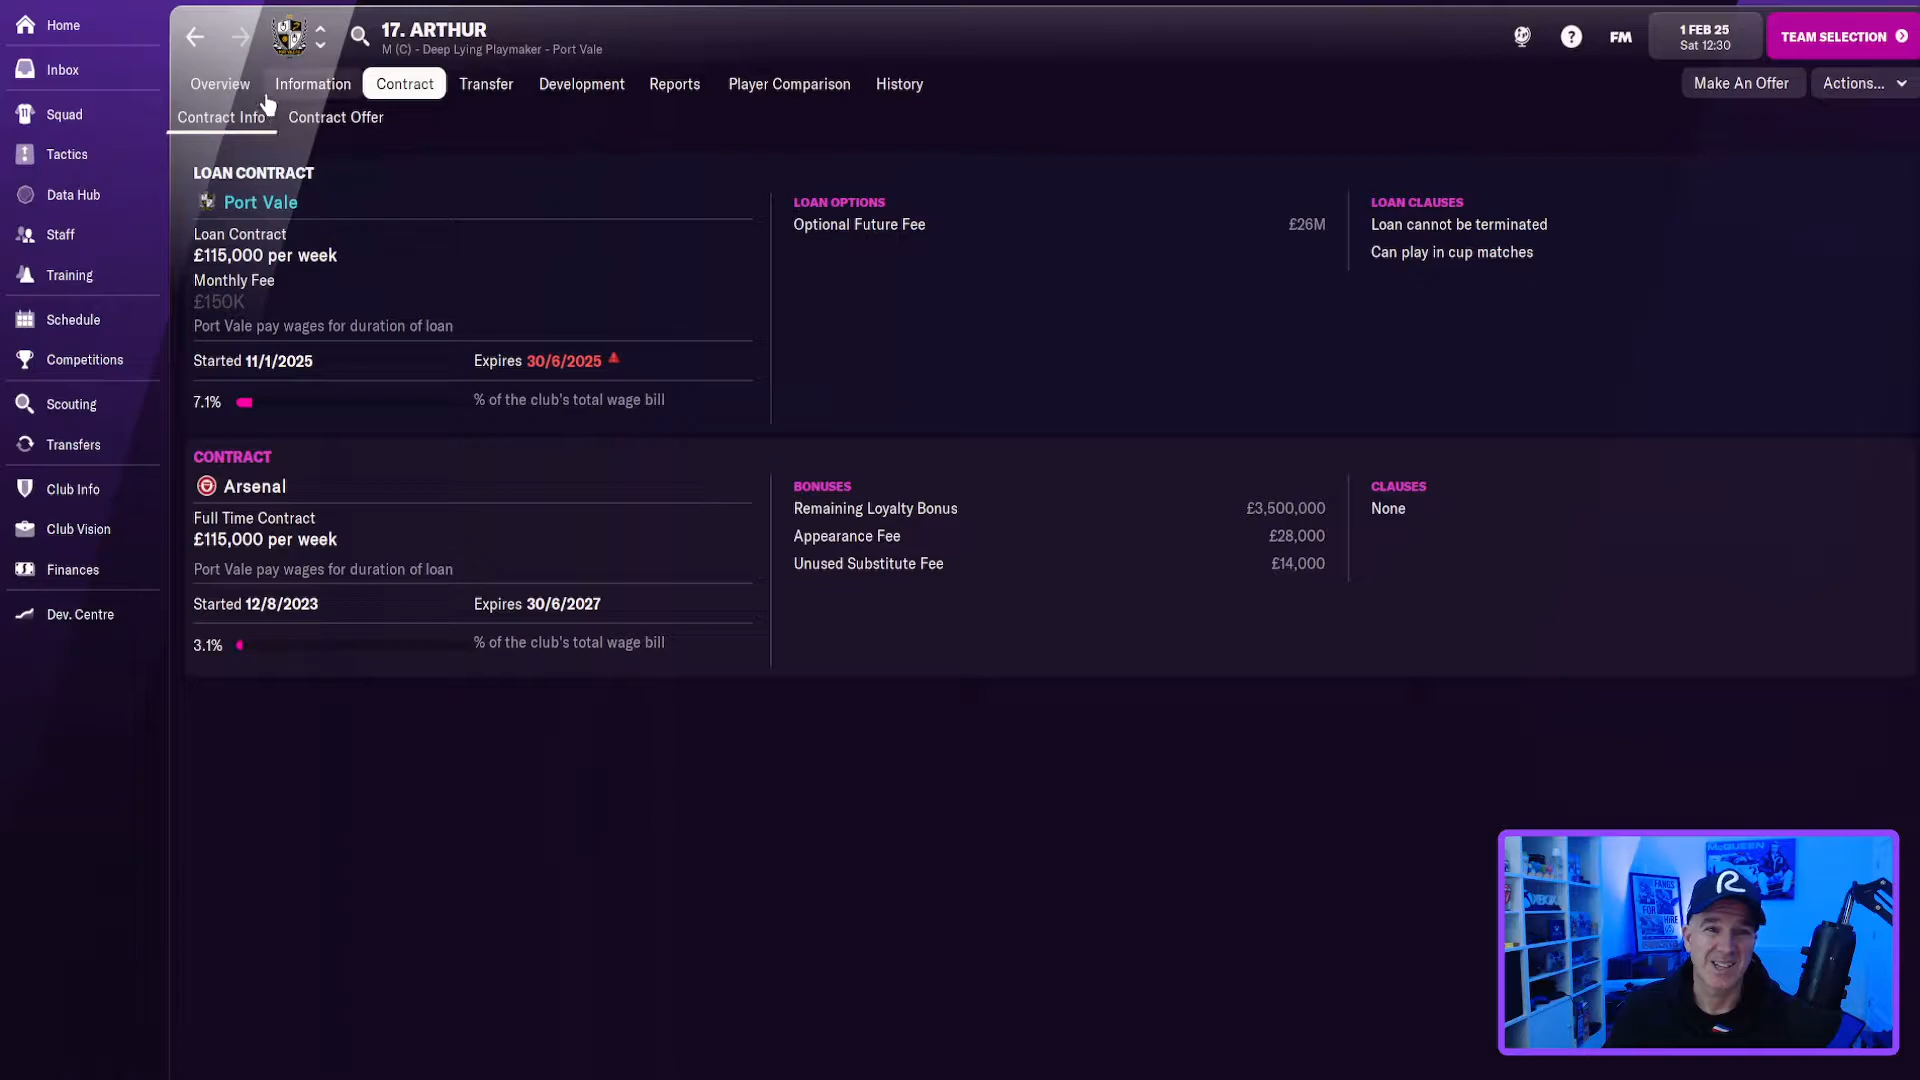 Home
Inbox
Squad
Tactics
Data Hub
Staff
Training
Schedule
Competitions
Scouting
Transfers
Club Info
Club Vision
Finances
Dev. Centre
17. ARTHUR
M (C) - Deep Lying Playmaker - Port Vale
FM
1 FEB 25
Sat 12:30
TEAM SELECTION
Overview
Information
Contract
Transfer
Development
Reports
Player Comparison
History
Make An Offer
Actions...
Contract Info
Contract Offer
LOAN CONTRACT
Port Vale
Loan Contract
£115,000 per week
Monthly Fee
£150K
Port Vale pay wages for duration of loan
Started 11/1/2025
Expires 30/6/2025
7.1%
% of the club's total wage bill
LOAN OPTIONS
Optional Future Fee £26M
LOAN CLAUSES
Loan cannot be terminated
Can play in cup matches
CONTRACT
Arsenal
Full Time Contract
£115,000 per week
Port Vale pay wages for duration of loan
Started 12/8/2023
Expires 30/6/2027
3.1%
% of the club's total wage bill
BONUSES
Remaining Loyalty Bonus £3,500,000
Appearance Fee £28,000
Unused Substitute Fee £14,000
CLAUSES
None
McQUEEN
FANGS
FOR
HIRE
XBOX
R